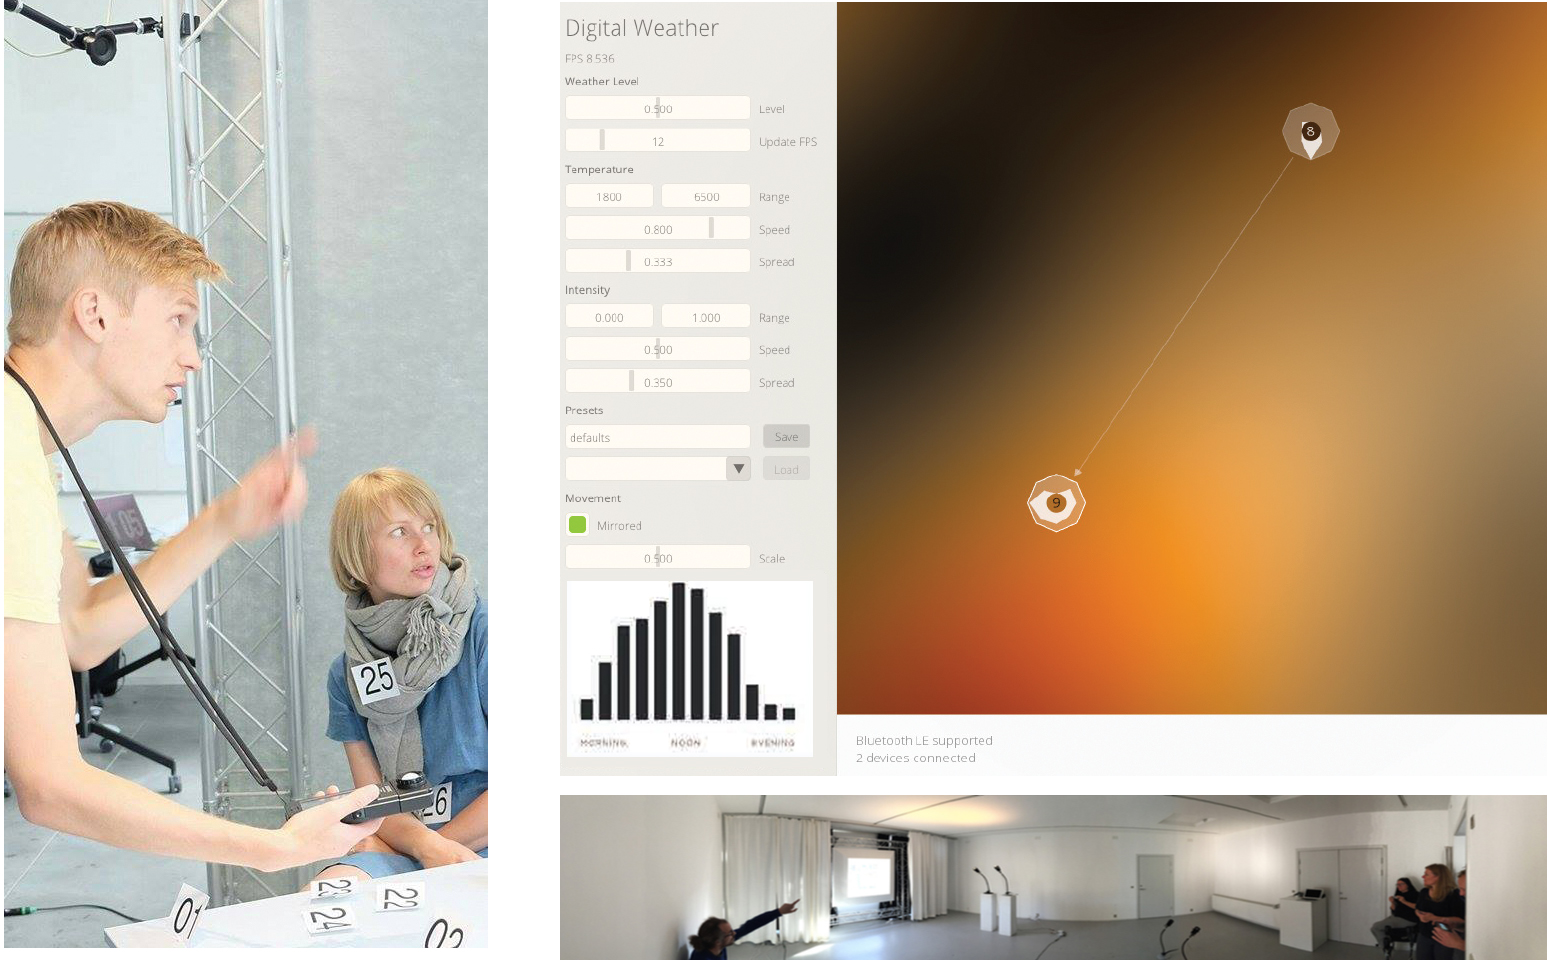 Digital Weather
FPS 8.536
Weather Level
0.500 Level
12 Update FPS
Temperature
1800 6500 Range
0.800 Speed
0.333 Spread
Intensity
0.000 1.000 Range
0.500 Speed
0.350 Spread
Presets
defaults Save
Load
Movement
Mirrored
0.500 Scale
MORNING NOON EVENING
8
9
Bluetooth LE supported
2 devices connected
05
25
26
01
23
22
24
02